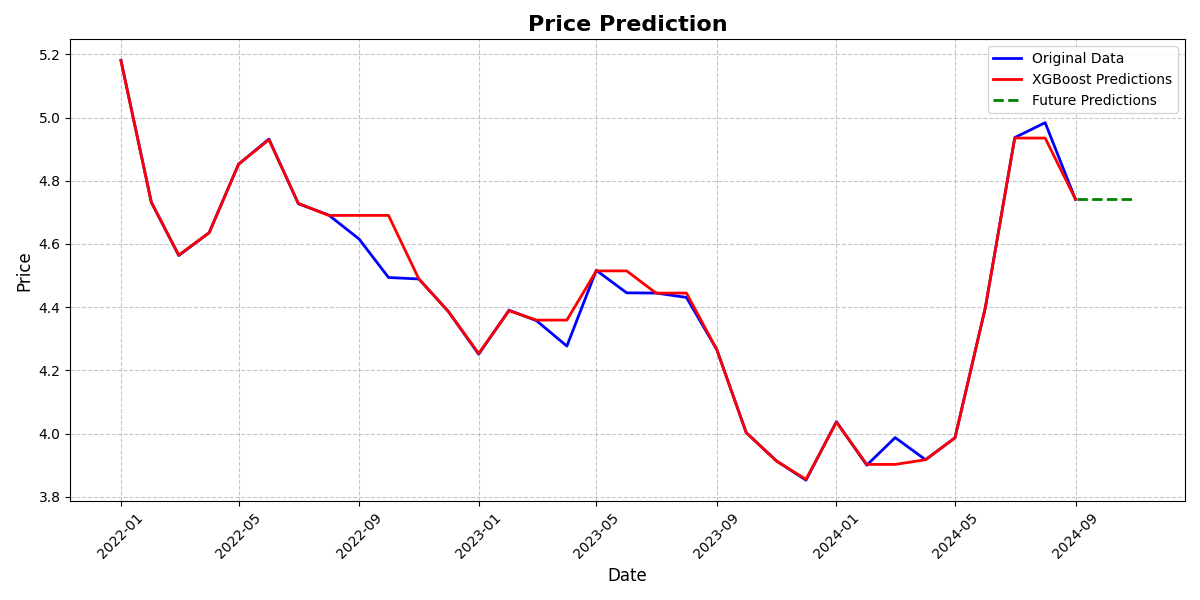 Price Prediction
Original Data
XGBoost Predictions
Future Predictions
5.2
5.0
4.8
4.6
4.4
4.2
4.0
3.8
Price
2022-01
2022-05
2022-09
2023-01
2023-05
2023-09
2024-01
2024-05
2024-09
Date